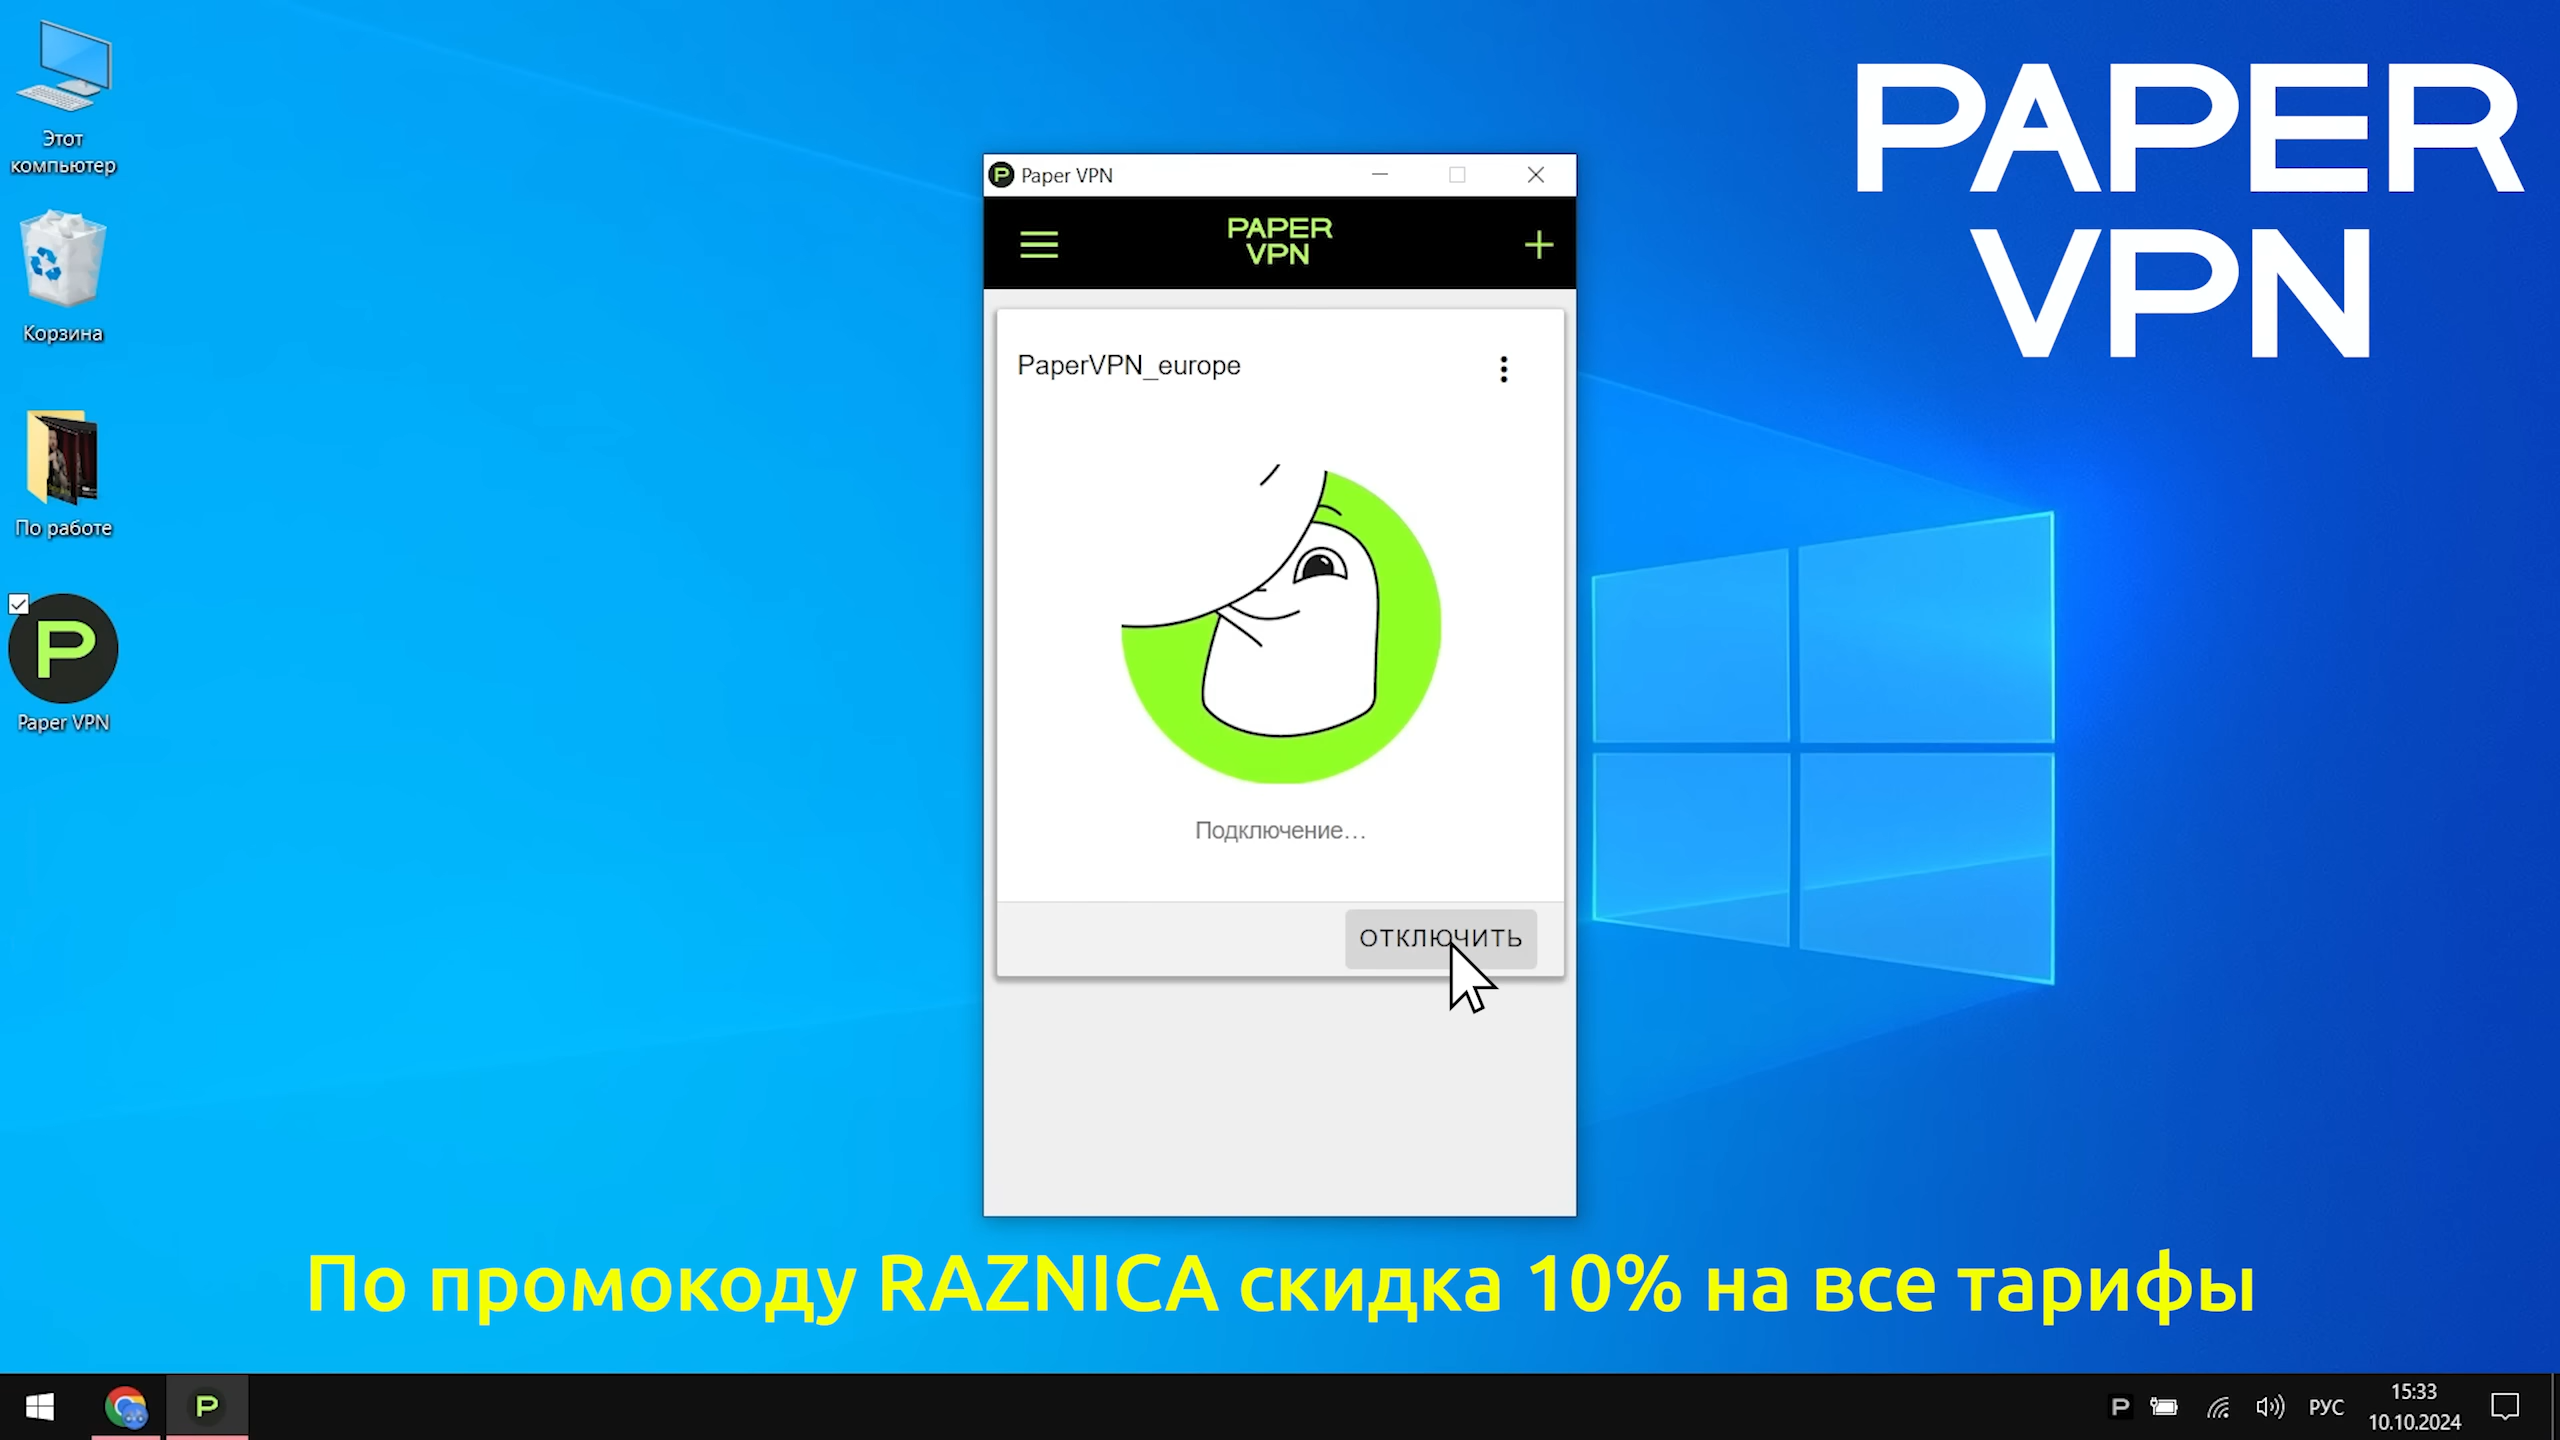 Этот
компьютер
Корзина
По работе
Paper VPN
Paper VPN
PAPER
VPN
PaperVPN_europe
Подключение...
ОТКЛЮЧИТЬ
PAPER
VPN
По промокоду RAZNICA скидка 10% на все тарифы
РУС
15:33
10.10.2024